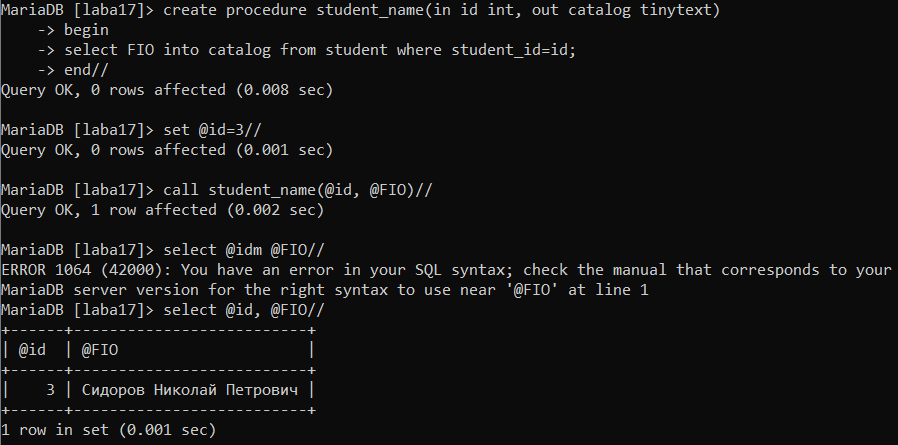 MariaDB [laba17]> create procedure student_name(in id int, out catalog tinytext)
    -> begin
    -> select FIO into catalog from student where student_id=id;
    -> end//
Query OK, 0 rows affected (0.008 sec)

MariaDB [laba17]> set @id=3//
Query OK, 0 rows affected (0.001 sec)

MariaDB [laba17]> call student_name(@id, @FIO)//
Query OK, 1 row affected (0.002 sec)

MariaDB [laba17]> select @idm @FIO//
ERROR 1064 (42000): You have an error in your SQL syntax; check the manual that corresponds to your
MariaDB server version for the right syntax to use near '@FIO' at line 1
MariaDB [laba17]> select @id, @FIO//
+------+--------------------------+
| @id  | @FIO                     |
+------+--------------------------+
|    3 | Сидоров Николай Петрович |
+------+--------------------------+
1 row in set (0.001 sec)